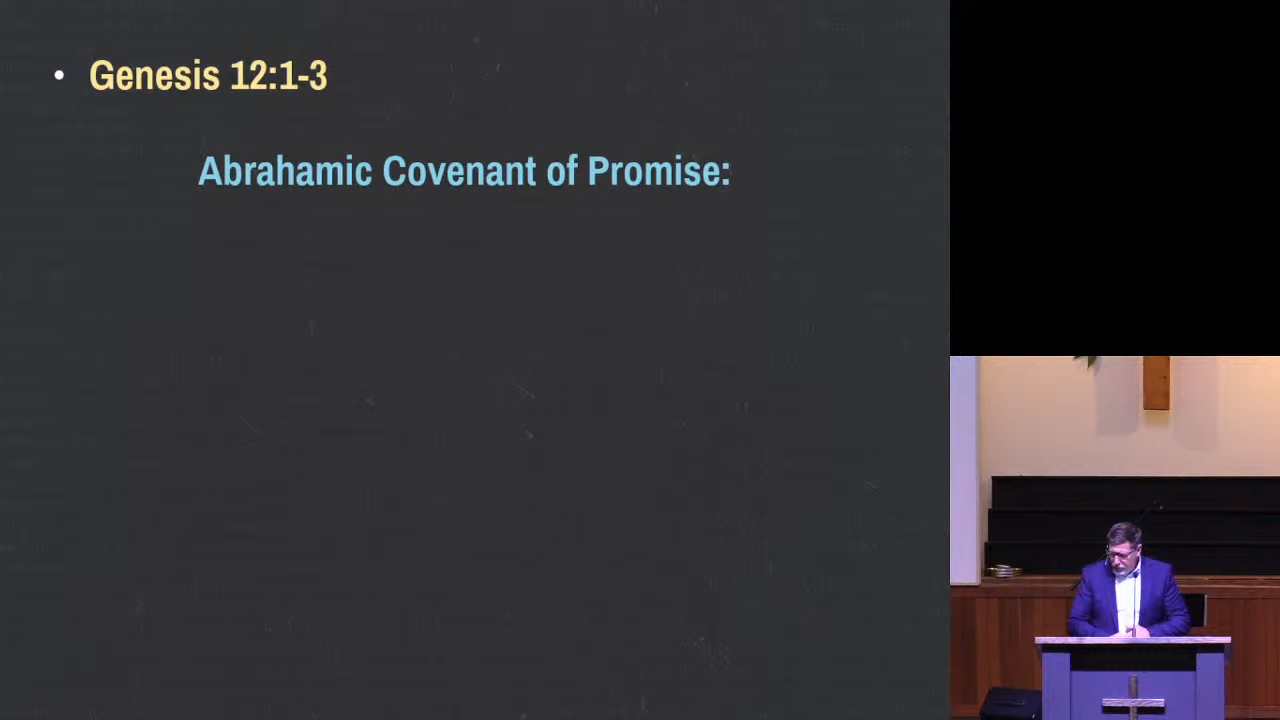 • Genesis 12:1-3
Abrahamic Covenant of Promise: